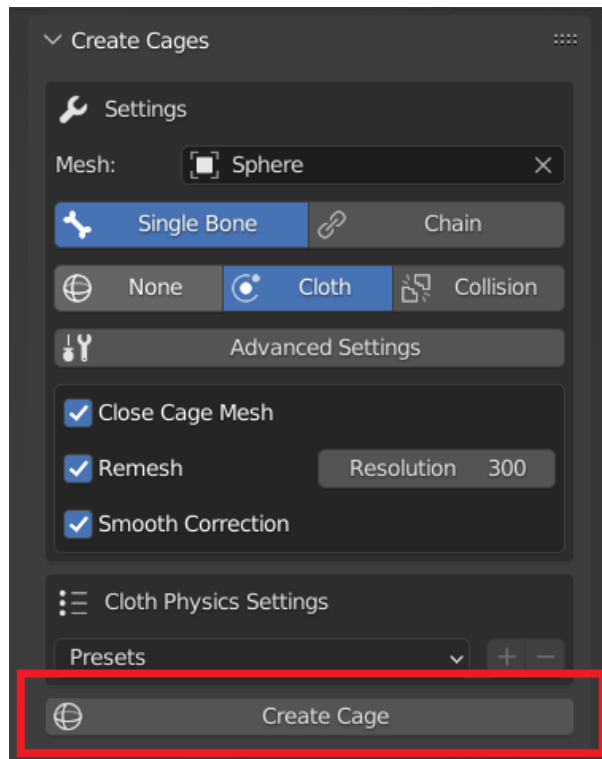 Create Cages
Settings
Mesh: Sphere
Single Bone Chain
None Cloth Collision
Advanced Settings
Close Cage Mesh
Remesh Resolution 300
Smooth Correction
Cloth Physics Settings
Presets
Create Cage